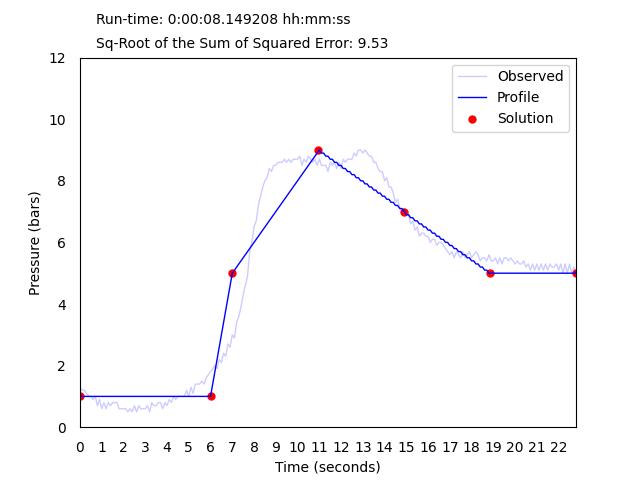 Run-time: 0:00:08.149208 hh:mm:ss
Sq-Root of the Sum of Squared Error: 9.53
12
10
8
6
4
2
0
Pressure (bars)
Observed
Profile
Solution
0 1 2 3 4 5 6 7 8 9 10 11 12 13 14 15 16 17 18 19 20 21 22
Time (seconds)